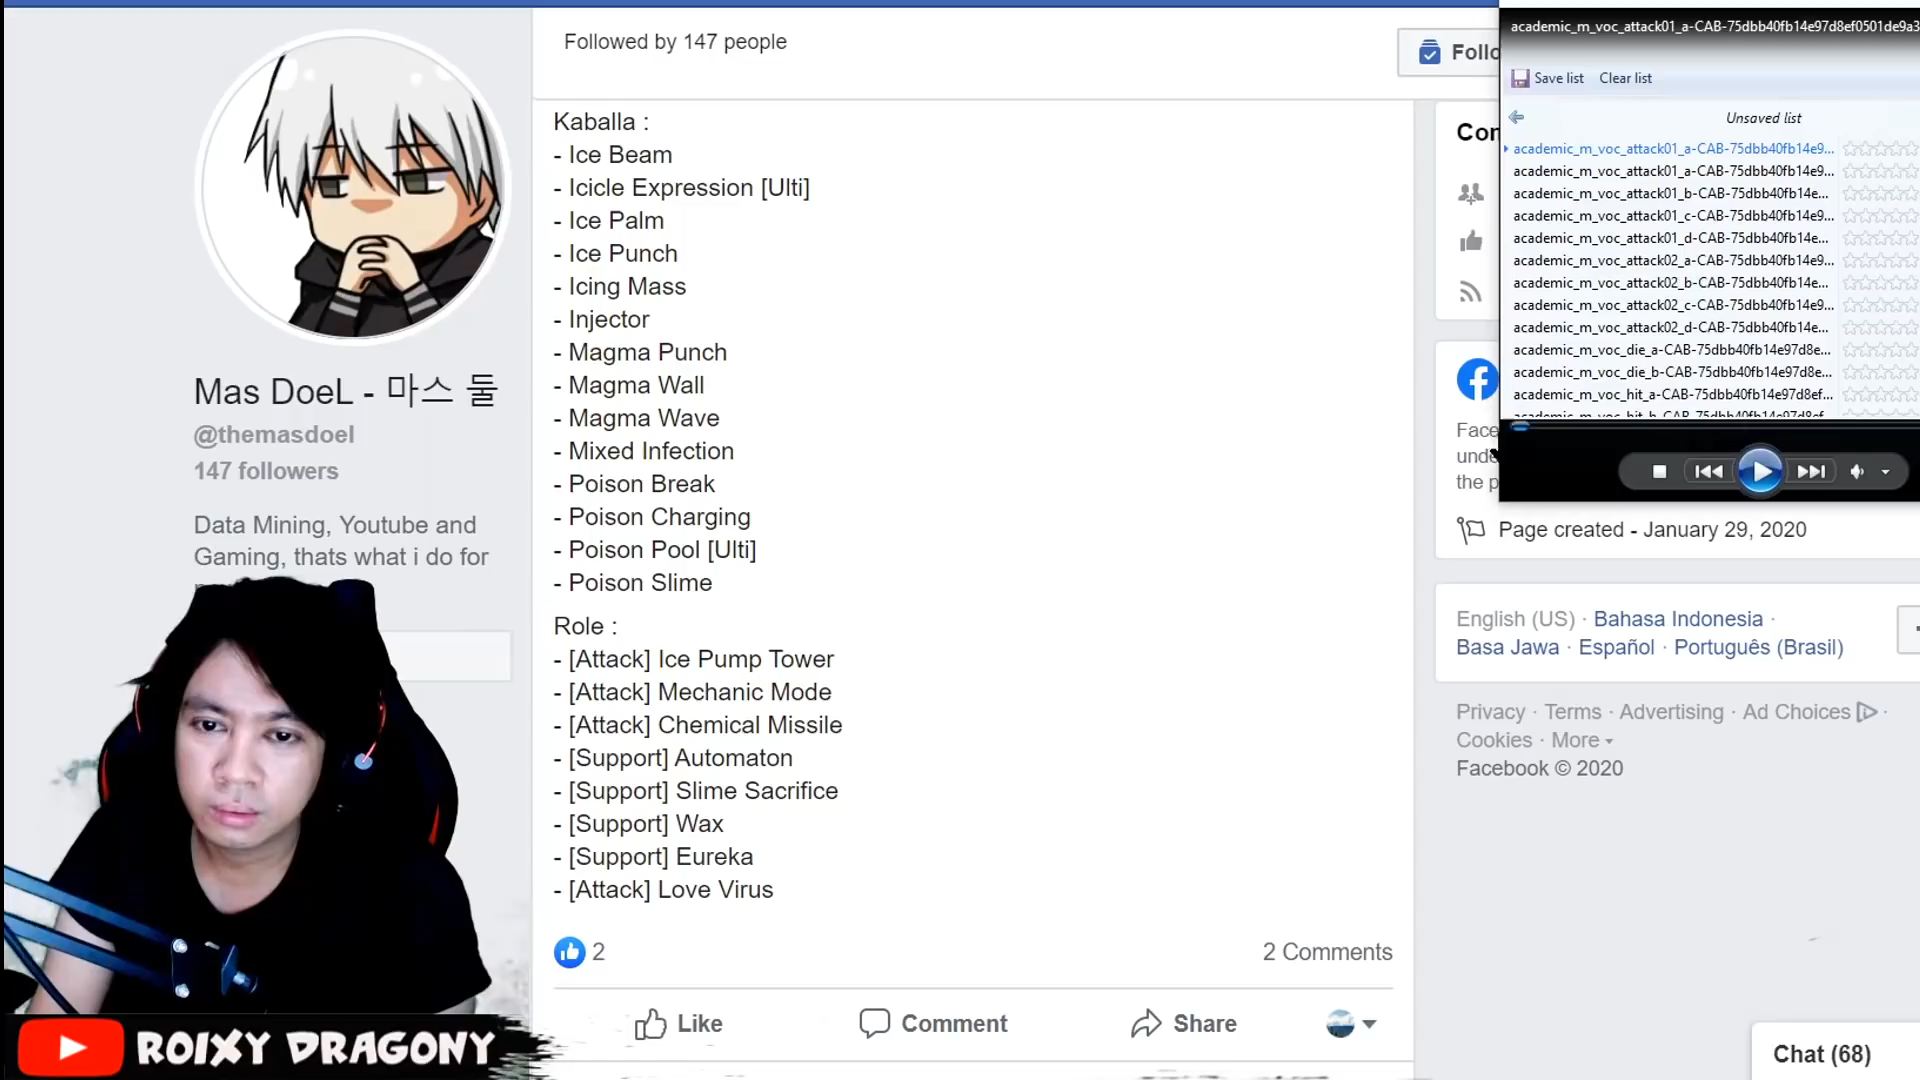 Mas DoeL - 마스 둘
@themasdoel
147 followers
Data Mining, Youtube and
Gaming, thats what i do for
ROIXY DRAGONY
Followed by 147 people
Kaballa :
- Ice Beam
- Icicle Expression [Ulti]
- Ice Palm
- Ice Punch
- Icing Mass
- Injector
- Magma Punch
- Magma Wall
- Magma Wave
- Mixed Infection
- Poison Break
- Poison Charging
- Poison Pool [Ulti]
- Poison Slime
Role :
- [Attack] Ice Pump Tower
- [Attack] Mechanic Mode
- [Attack] Chemical Missile
- [Support] Automaton
- [Support] Slime Sacrifice
- [Support] Wax
- [Support] Eureka
- [Attack] Love Virus
2
2 Comments
Like Comment Share
Follo
Con
Face
unde
the p
academic_m_voc_attack01_a-CAB-75dbb40fb14e97d8ef0501de9a3
Save list Clear list
Unsaved list
academic_m_voc_attack01_a-CAB-75dbb40fb14e9...
academic_m_voc_attack01_a-CAB-75dbb40fb14e9...
academic_m_voc_attack01_b-CAB-75dbb40fb14e...
academic_m_voc_attack01_c-CAB-75dbb40fb14e9...
academic_m_voc_attack01_d-CAB-75dbb40fb14e...
academic_m_voc_attack02_a-CAB-75dbb40fb14e9...
academic_m_voc_attack02_b-CAB-75dbb40fb14e...
academic_m_voc_attack02_c-CAB-75dbb40fb14e9...
academic_m_voc_attack02_d-CAB-75dbb40fb14e...
academic_m_voc_die_a-CAB-75dbb40fb14e97d8e...
academic_m_voc_die_b-CAB-75dbb40fb14e97d8e...
academic_m_voc_hit_a-CAB-75dbb40fb14e97d8ef...
Page created - January 29, 2020
English (US) · Bahasa Indonesia ·
Basa Jawa · Español · Português (Brasil)
Privacy · Terms · Advertising · Ad Choices ·
Cookies · More
Facebook © 2020
Chat (68)